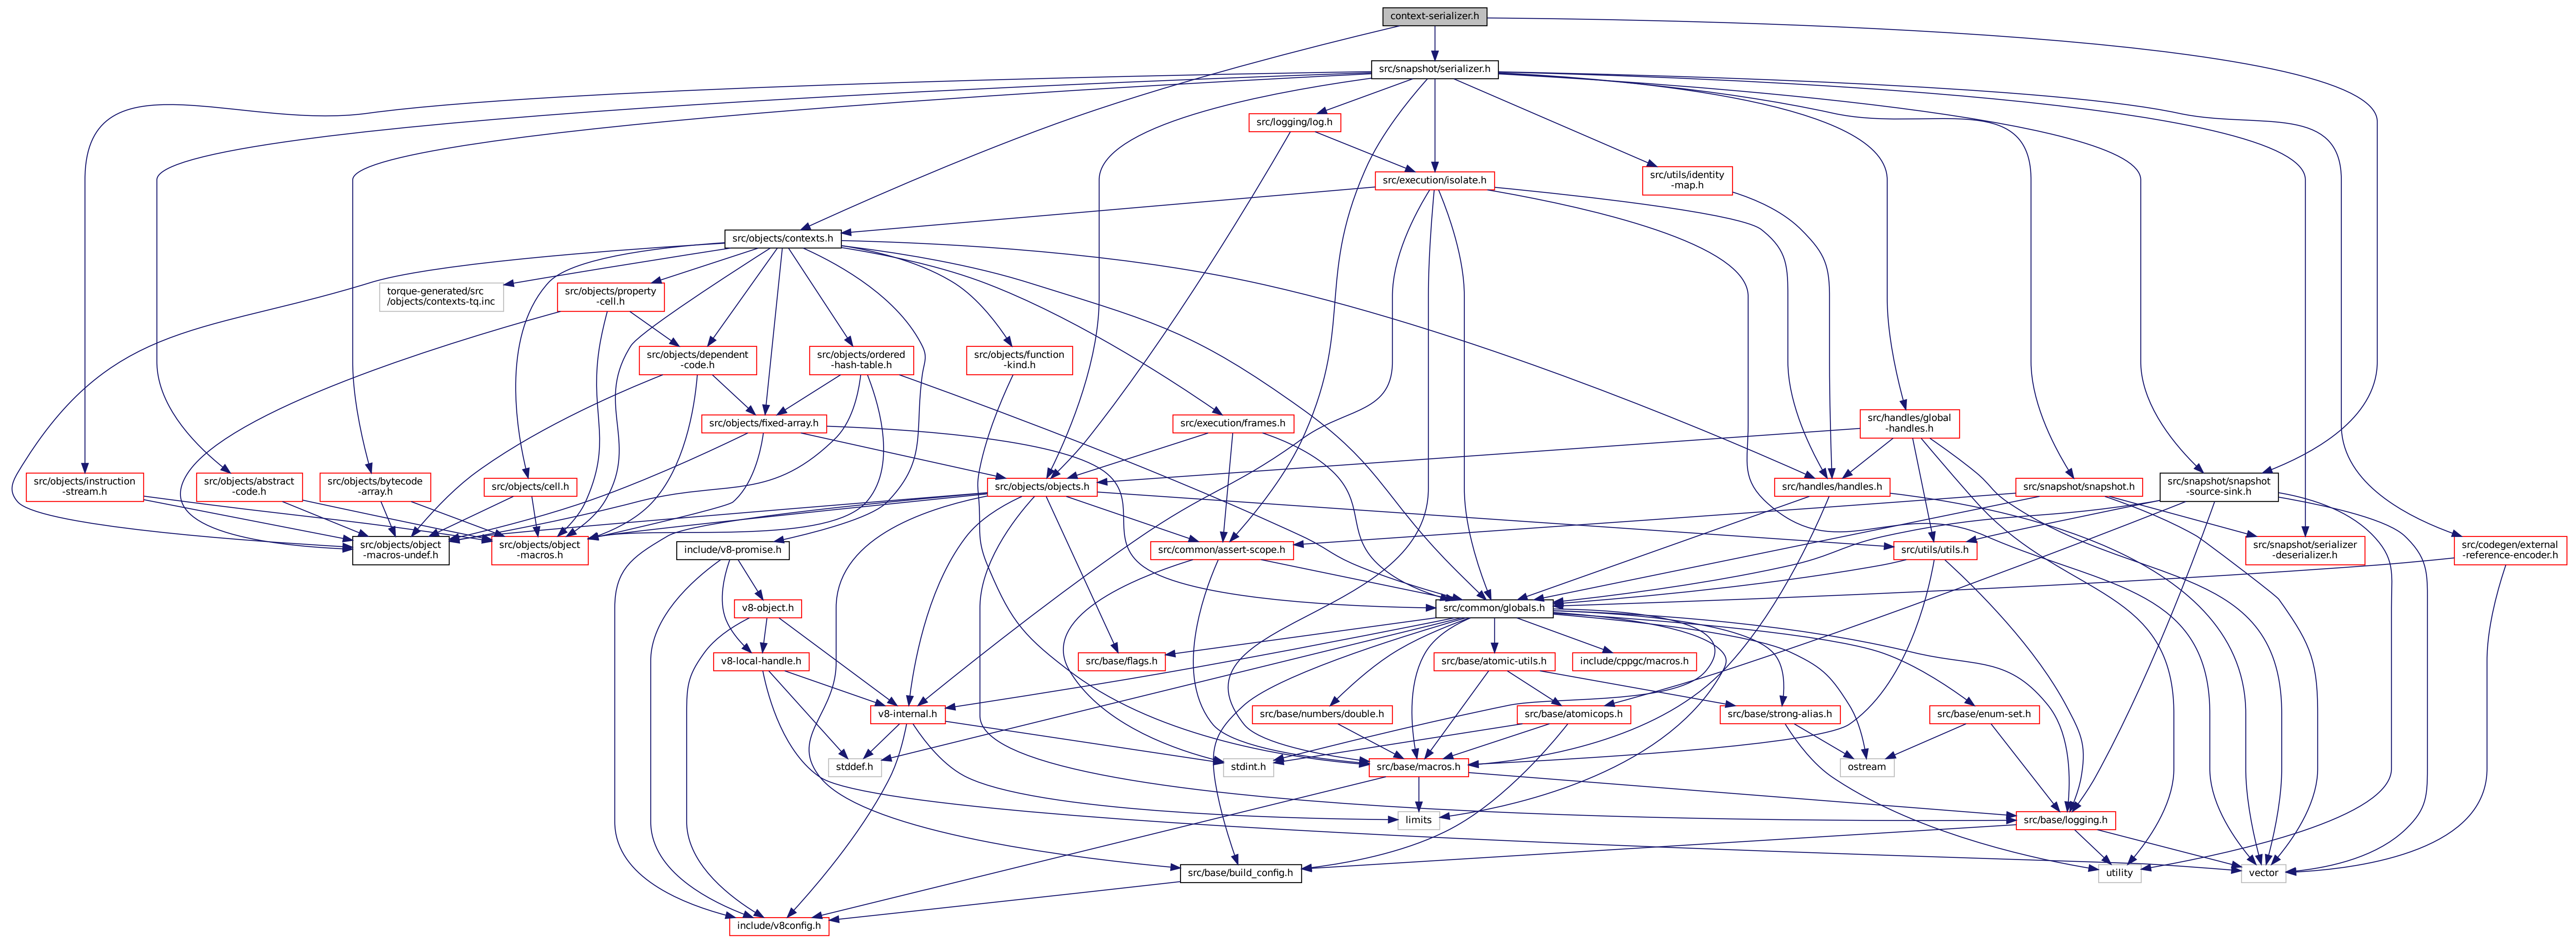 context-serializer.h
src/snapshot/serializer.h
src/logging/log.h
src/execution/isolate.h
src/utils/identity
-map.h
src/objects/contexts.h
torque-generated/src
/objects/contexts-tq.inc
src/objects/property
-cell.h
src/objects/dependent
-code.h
src/objects/ordered
-hash-table.h
src/objects/function
-kind.h
src/objects/fixed-array.h
src/execution/frames.h
src/handles/global
-handles.h
src/objects/instruction
-stream.h
src/objects/abstract
-code.h
src/objects/bytecode
-array.h
src/objects/cell.h
src/objects/objects.h
src/handles/handles.h
src/snapshot/snapshot.h
src/snapshot/snapshot
-source-sink.h
src/objects/object
-macros-undef.h
src/objects/object
-macros.h
include/v8-promise.h
src/common/assert-scope.h
src/utils/utils.h
src/snapshot/serializer
-deserializer.h
src/codegen/external
-reference-encoder.h
v8-object.h
src/common/globals.h
v8-local-handle.h
src/base/flags.h
src/base/atomic-utils.h
include/cppgc/macros.h
v8-internal.h
src/base/numbers/double.h
src/base/atomicops.h
src/base/strong-alias.h
src/base/enum-set.h
stddef.h
stdint.h
src/base/macros.h
ostream
limits
src/base/logging.h
src/base/build_config.h
utility
vector
include/v8config.h